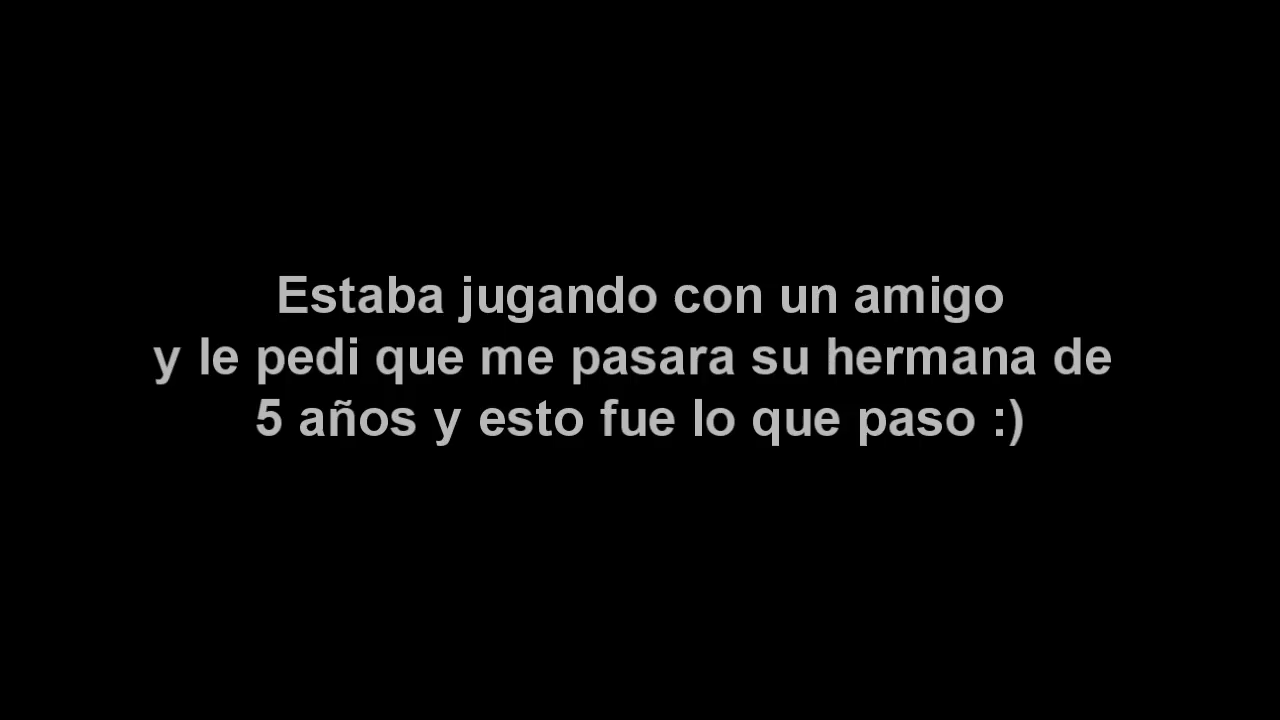 Estaba jugando con un amigo
y le pedi que me pasara su hermana de
5 años y esto fue lo que paso :)